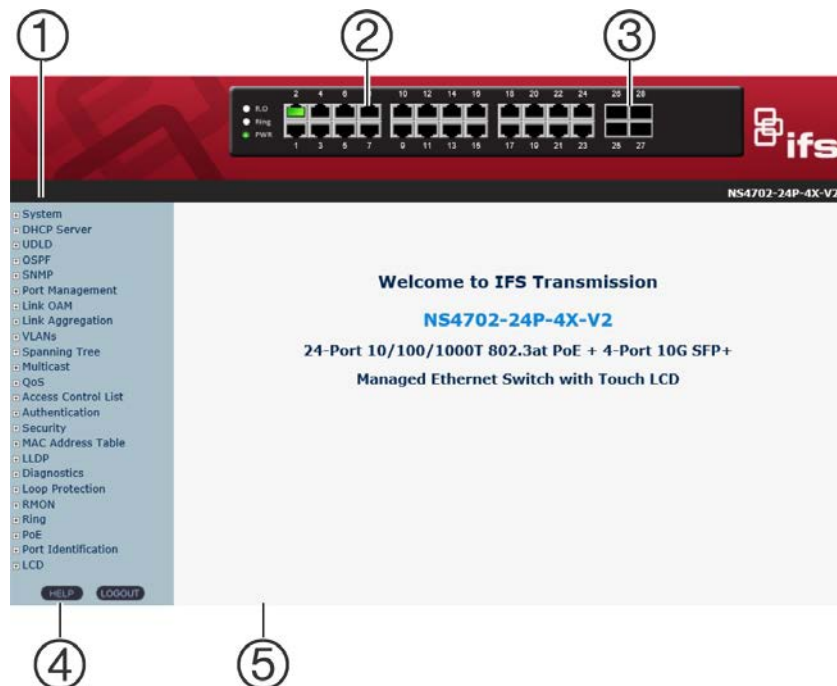 ① ② ③
2 4 6 10 12 14 16 18 20 22 24 26 28
R.O
Ring
PWR
1 3 5 7 9 11 13 15 17 19 21 23 25 27
ifs
NS4702-24P-4X-V2
System
DHCP Server
UDLD
OSPF
SNMP
Port Management
Link OAM
Link Aggregation
VLANs
Spanning Tree
Multicast
QoS
Access Control List
Authentication
Security
MAC Address Table
LLDP
Diagnostics
Loop Protection
RMON
Ring
PoE
Port Identification
LCD
HELP LOGOUT
Welcome to IFS Transmission
NS4702-24P-4X-V2
24-Port 10/100/1000T 802.3at PoE + 4-Port 10G SFP+
Managed Ethernet Switch with Touch LCD
④ ⑤